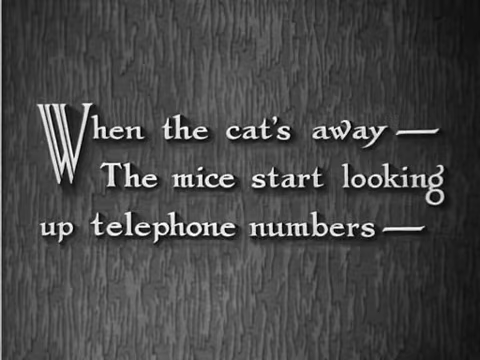 When the cat's away —
The mice start looking
up telephone numbers —